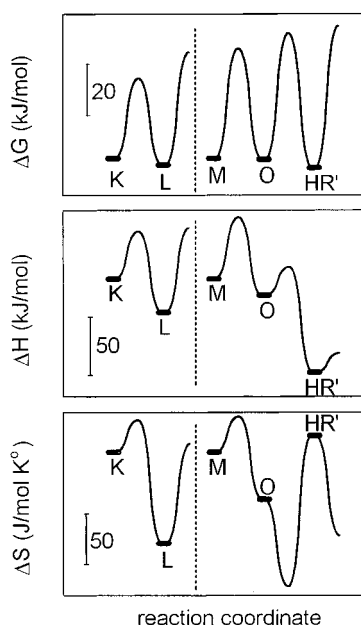 ΔG (kJ/mol)
20
K
L
M
O
HR'
ΔH (kJ/mol)
50
K
L
M
O
HR'
ΔS (J/mol K°)
50
K
L
M
O
HR'
reaction coordinate